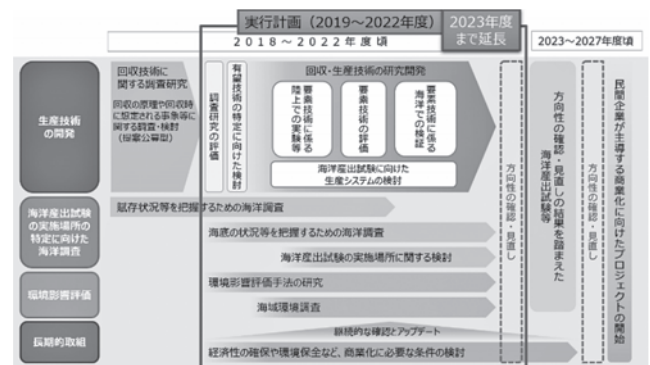 実行計画（2019～2022年度）
2023年度
まで延長
2018～2022年度頃
2023～2027年度頃
生産技術
の開発
回収技術に
関する調査研究
回収の原理や回収時
に想定される事象等に
関する調査・検討
（提案公募型）
調査研究の評価
有望技術の特定に向けた検討
回収・生産技術の研究開発
要素技術に係る
陸上での実験等
要素技術の評価
要素技術に係る
海洋での検証
海洋産出試験に向けた
生産システムの検討
方向性の確認・見直し
方向性の確認・見直しの結果を踏まえた
海洋産出試験等
方向性の確認・見直し
民間企業が主導する商業化に向けたプロジェクトの開始
海洋産出試験
の実施場所の
特定に向けた
海洋調査
賦存状況等を把握するための海洋調査
海底の状況等を把握するための海洋調査
海洋産出試験の実施場所に関する検討
環境影響評価
環境影響評価手法の研究
海域環境調査
長期的取組
継続的な確認とアップデート
経済性の確保や環境保全など、商業化に必要な条件の検討